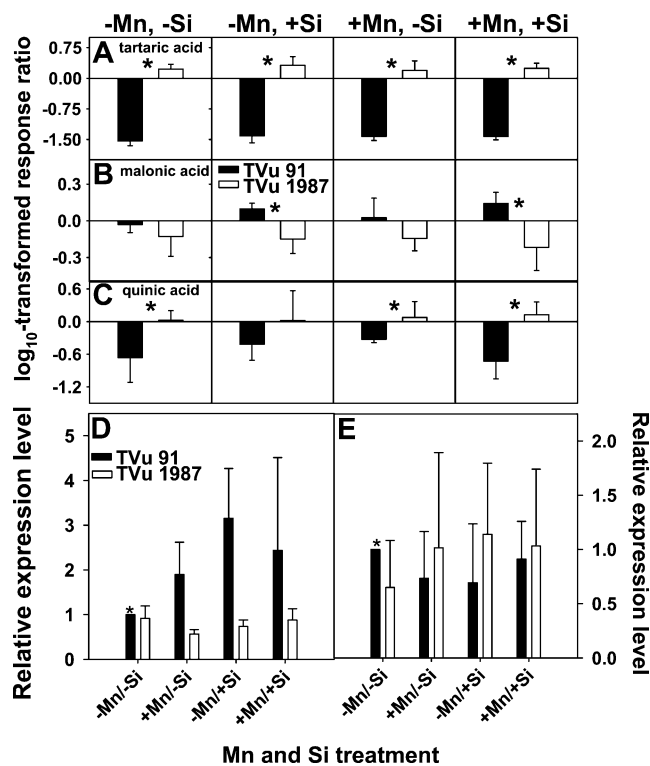 -Mn, -Si -Mn, +Si +Mn, -Si +Mn, +Si
log10-transformed response ratio
A tartaric acid
* * * *
0.75
0.00
-0.75
-1.50
B malonic acid
TVu 91
TVu 1987
* *
0.3
0.0
-0.3
C quinic acid
* * *
0.6
0.0
-0.6
-1.2
Relative expression level
D
TVu 91
TVu 1987
*
5
4
3
2
1
0
-Mn/-Si +Mn/-Si -Mn/+Si +Mn/+Si
E
*
2.0
1.5
1.0
0.5
0.0
Relative expression level
-Mn/-Si +Mn/-Si -Mn/+Si +Mn/+Si
Mn and Si treatment